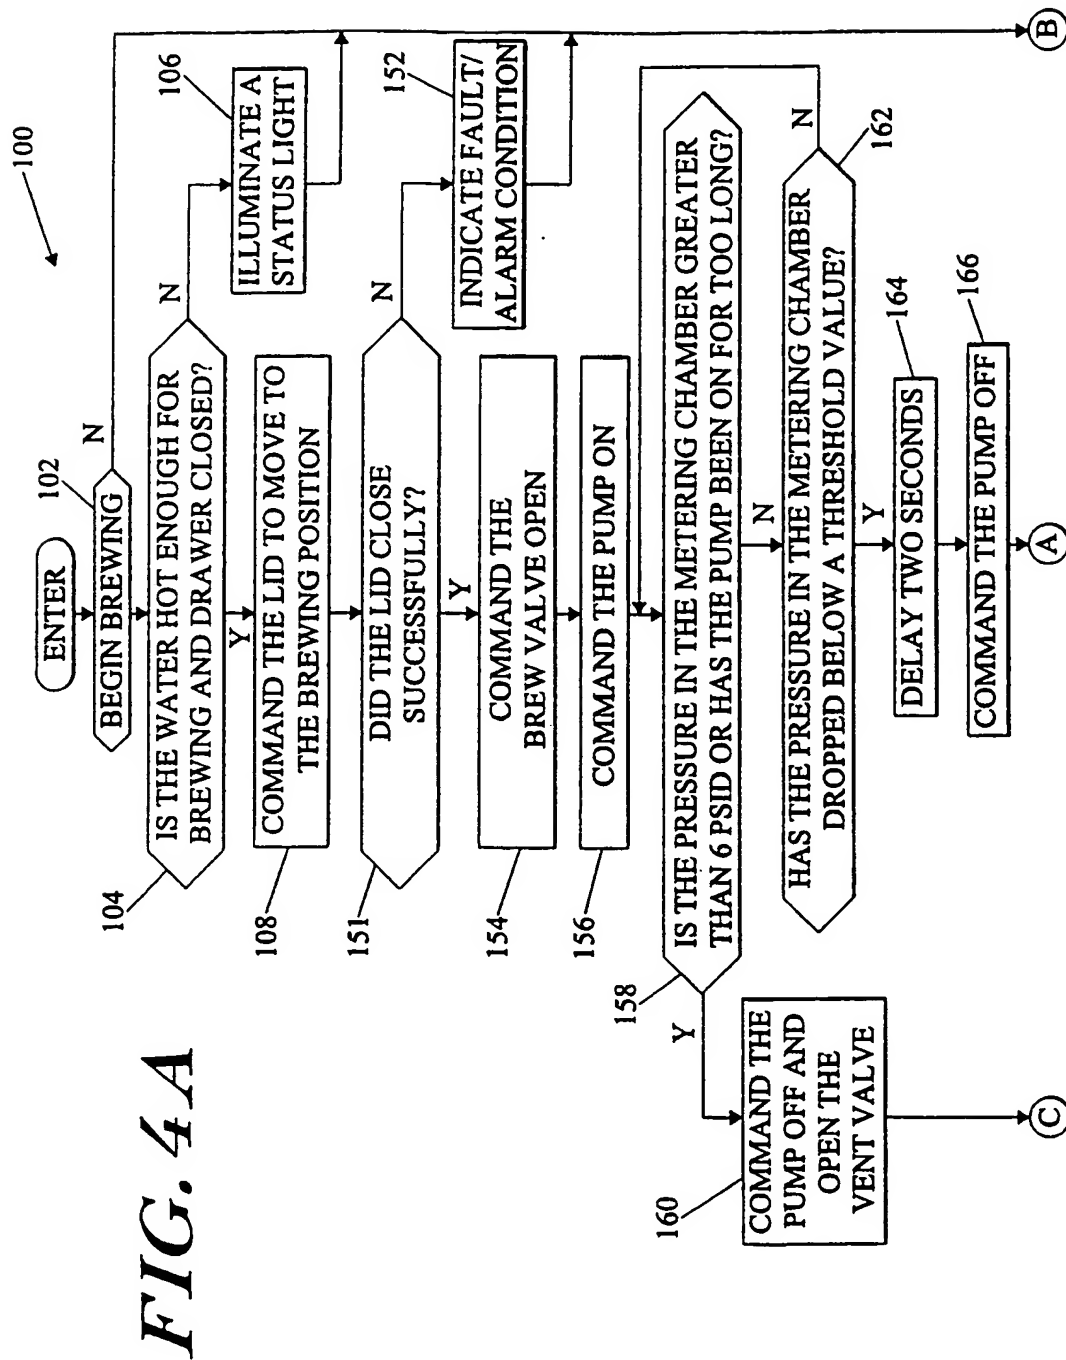 FIG. 4A
100
ENTER
102
BEGIN BREWING
N
104
IS THE WATER HOT ENOUGH FOR
BREWING AND DRAWER CLOSED?
N
106
ILLUMINATE A
STATUS LIGHT
Y
108
COMMAND THE LID TO MOVE TO
THE BREWING POSITION
151
DID THE LID CLOSE
SUCCESSFULLY?
N
152
INDICATE FAULT/
ALARM CONDITION
Y
154
COMMAND THE
BREW VALVE OPEN
156
COMMAND THE PUMP ON
158
IS THE PRESSURE IN THE METERING CHAMBER GREATER
THAN 6 PSID OR HAS THE PUMP BEEN ON FOR TOO LONG?
Y
160
COMMAND THE
PUMP OFF AND
OPEN THE
VENT VALVE
N
162
HAS THE PRESSURE IN THE METERING CHAMBER
DROPPED BELOW A THRESHOLD VALUE?
N
Y
164
DELAY TWO SECONDS
166
COMMAND THE PUMP OFF
C
A
B